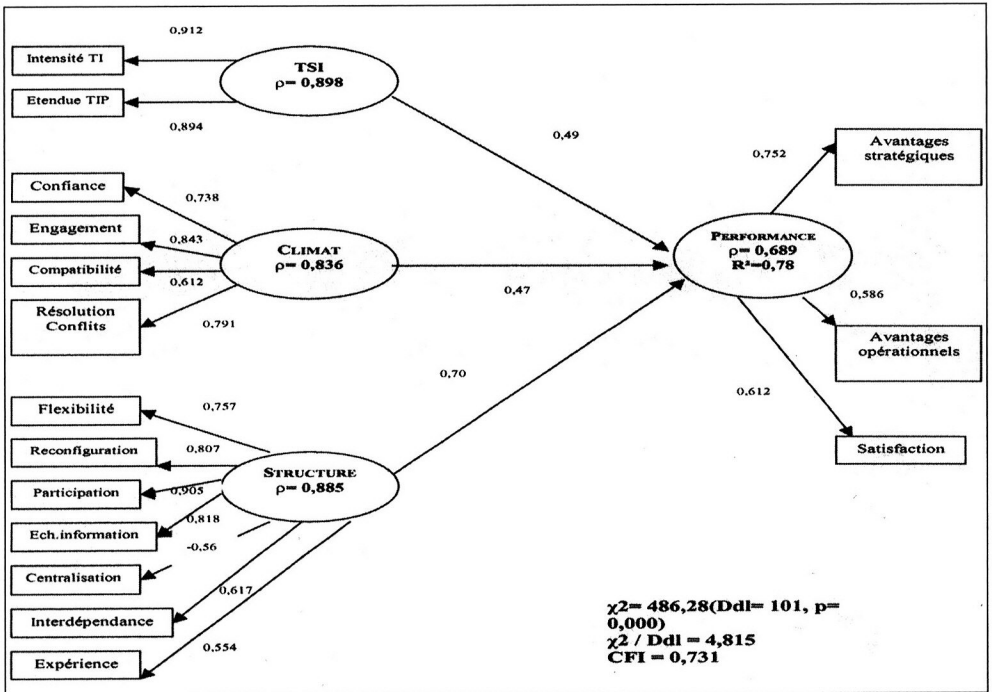 0,912
Intensité TI
TSI
ρ= 0,898
Etendue TIP
0,894
0,49
Avantages
stratégiques
0,752
Confiance
0,738
Engagement
0,843
CLIMAT
ρ= 0,836
Compatibilité
0,612
Résolution
Conflits
0,791
0,47
PERFORMANCE
ρ= 0,689
R²=0,78
0,586
Avantages
opérationnels
0,70
0,612
Satisfaction
Flexibilité
0,757
Reconfiguration
0,807
STRUCTURE
ρ= 0,885
Participation
0,905
Ech.information
0,818
-0,56
Centralisation
0,617
Interdépendance
0,554
Expérience
χ2= 486,28(Ddl= 101, p=
0,000)
χ2 / Ddl = 4,815
CFI = 0,731